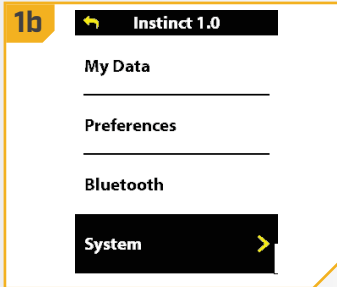 1b
Instinct 1.0
My Data
Preferences
Bluetooth
System